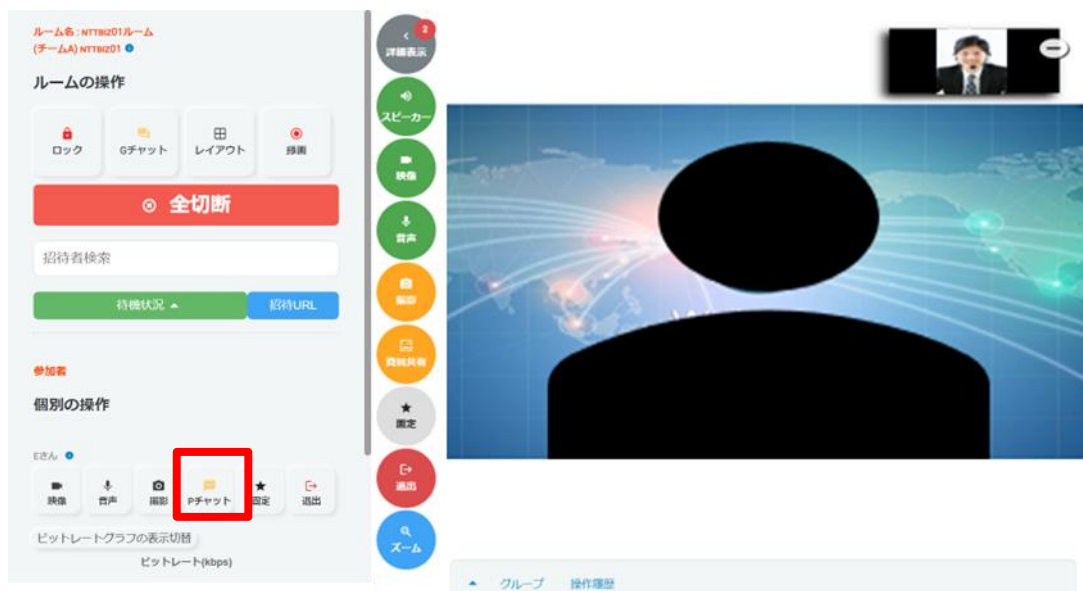 ルーム名 : NTTBIZ01ルーム
(チームA) NTTBIZ01
ルームの操作
ロック
Gチャット
レイアウト
録画
全切断
招待者検索
待機状況
招待URL
参加者
個別の操作
Eさん
映像
音声
撮影
Pチャット
固定
退出
ビットレートグラフの表示切替
ビットレート(kbps)
2
詳細表示
スピーカー
映像
音声
撮影
資料共有
固定
退出
ズーム
グループ
操作履歴